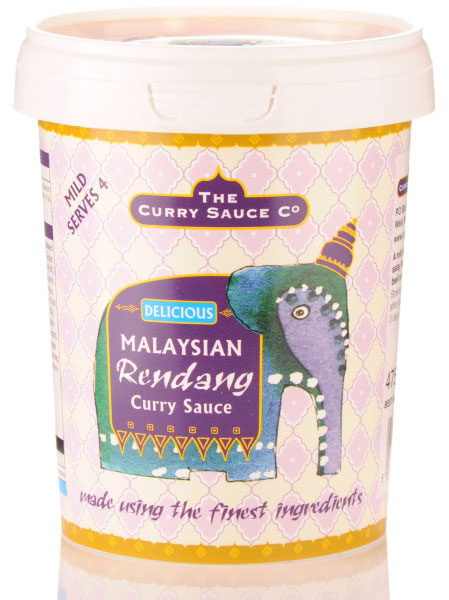 MILD
SERVES 4
THE
CURRY SAUCE Co
DELICIOUS
MALAYSIAN
Rendang
Curry Sauce
made using the finest ingredients